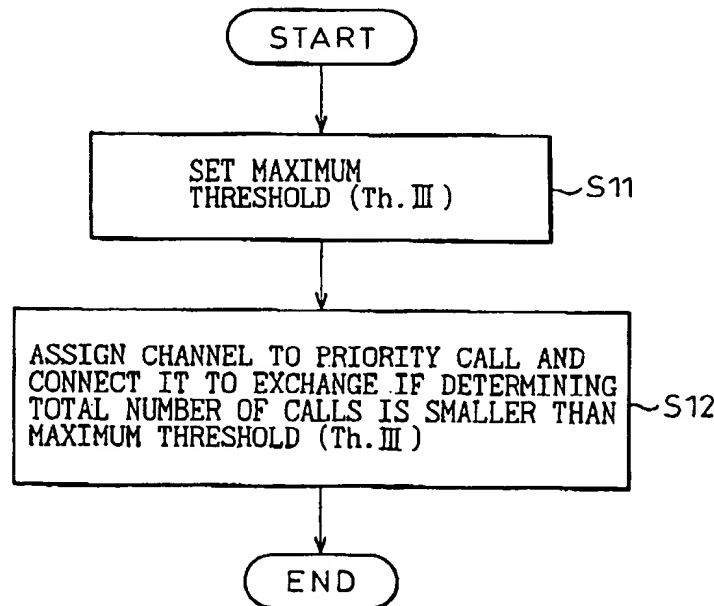 START
SET MAXIMUM
THRESHOLD (Th.Ⅲ)
S11
ASSIGN CHANNEL TO PRIORITY CALL AND
CONNECT IT TO EXCHANGE IF DETERMINING
TOTAL NUMBER OF CALLS IS SMALLER THAN
MAXIMUM THRESHOLD (Th.Ⅲ)
S12
END